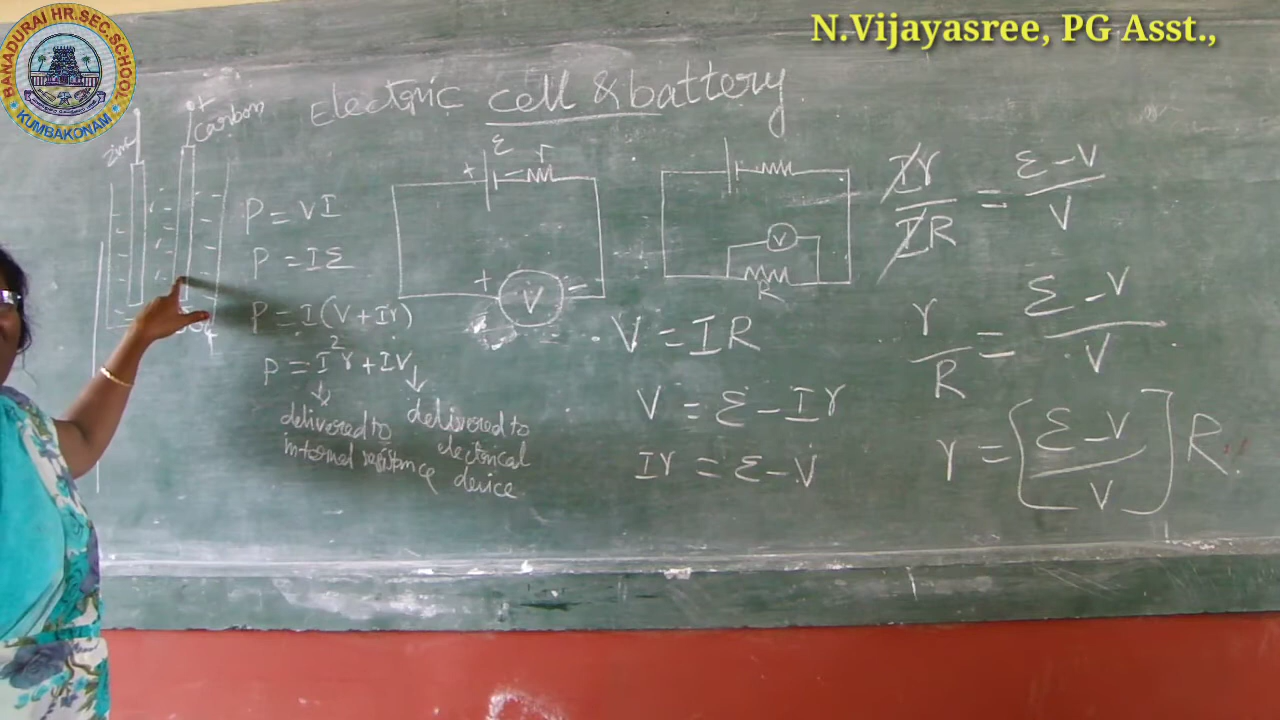 N.Vijayasree, PG Asst.,
BANADURAI HR.SEC.SCHOOL
KUMBAKONAM
Electric cell & battery
zinc
+
Carbon
P = VI
P = Iε
P = I(V + Ir)
P = I²r + IV
delivered to internal resistance
delivered to electrical device
ε
r
+
+
V
-
V
R
V = IR
V = ε - Ir
Ir = ε - V
Ir/IR = ε - V/V
r/R = ε - V/V
r = [ε - V/V] R.